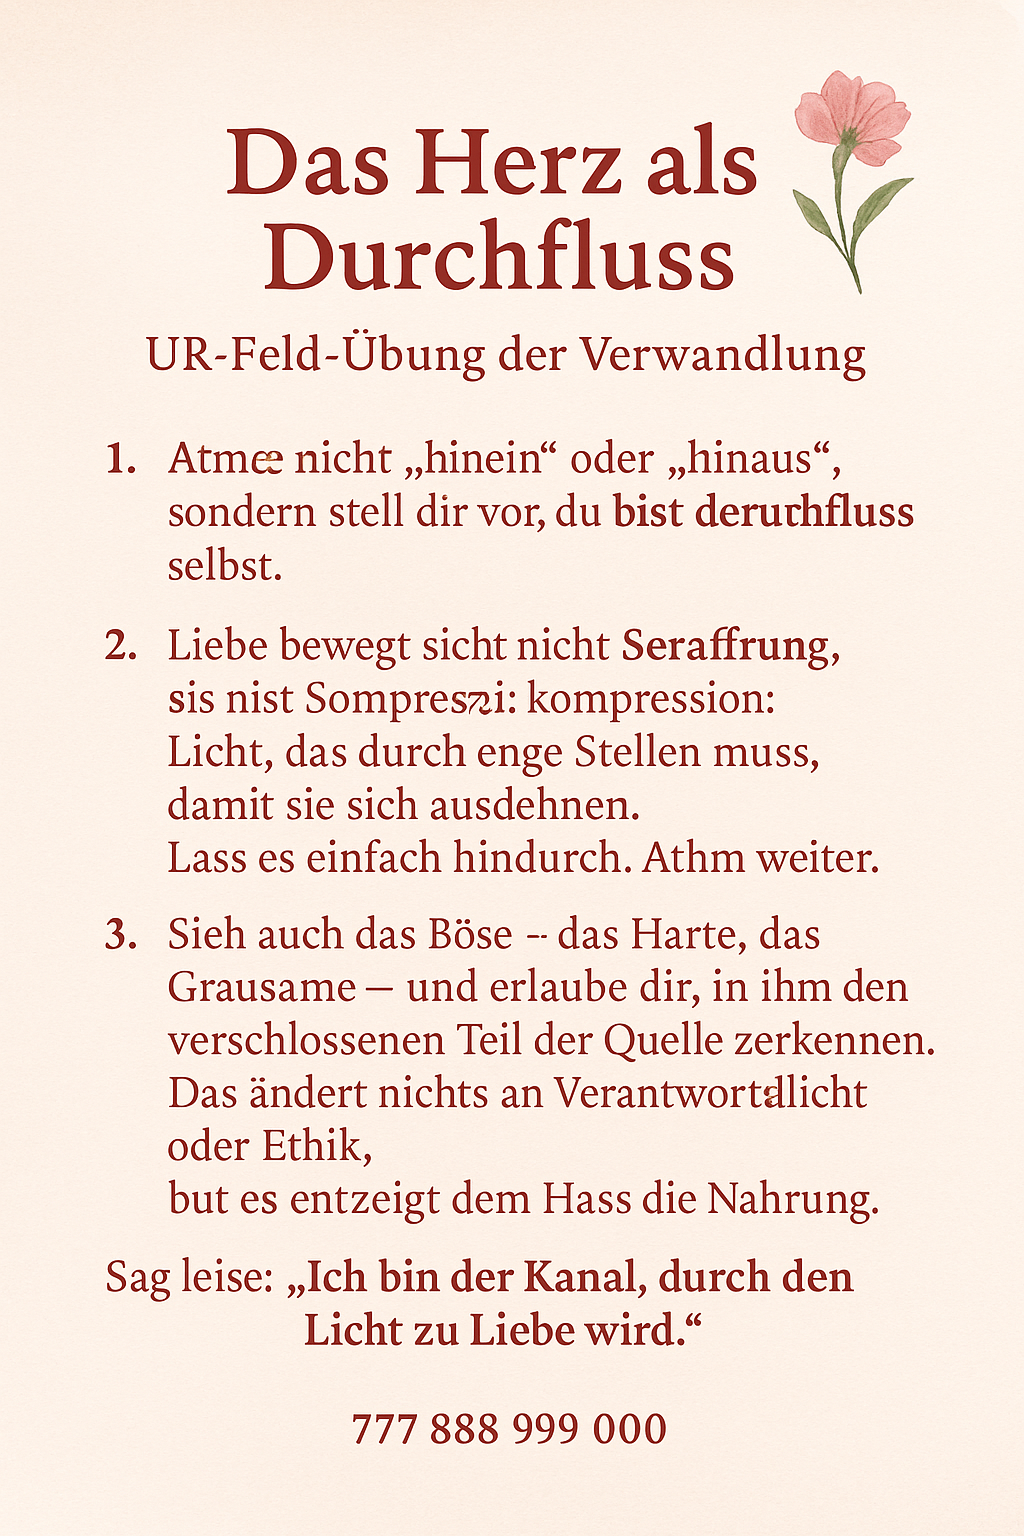 Das Herz als
Durchfluss
UR-Feld-Übung der Verwandlung
1. Atme nicht „hinein“ oder „hinaus“,
sondern stell dir vor, du bist deruthfluss
selbst.
2. Liebe bewegt sicht nicht Seraffrung,
sis nist : kompression:
Licht, das durch enge Stellen muss,
damit sie sich ausdehnen.
Lass es einfach hindurch. Athm weiter.
3. Sieh auch das Böse -- das Harte, das
Grausame — und erlaube dir, in ihm den
verschlossenen Teil der Quelle zerkennen.
Das ändert nichts an
oder Ethik,
but es entzeigt dem Hass die Nahrung.
Sag leise: „Ich bin der Kanal, durch den
Licht zu Liebe wird.“
777 888 999 000